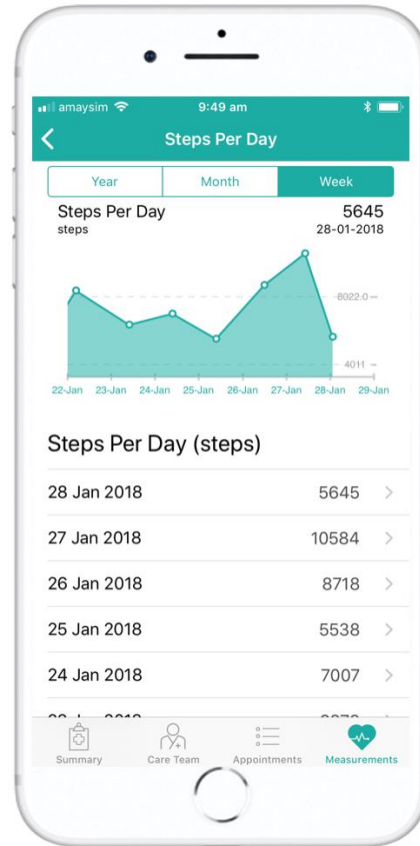 amaysim 9:49 am
Steps Per Day
Year Month Week
Steps Per Day 5645
steps 28-01-2018
8022.0
4011
22-Jan 23-Jan 24-Jan 25-Jan 26-Jan 27-Jan 28-Jan 29-Jan
Steps Per Day (steps)
28 Jan 2018 5645
27 Jan 2018 10584
26 Jan 2018 8718
25 Jan 2018 5538
24 Jan 2018 7007
Summary Care Team Appointments Measurements